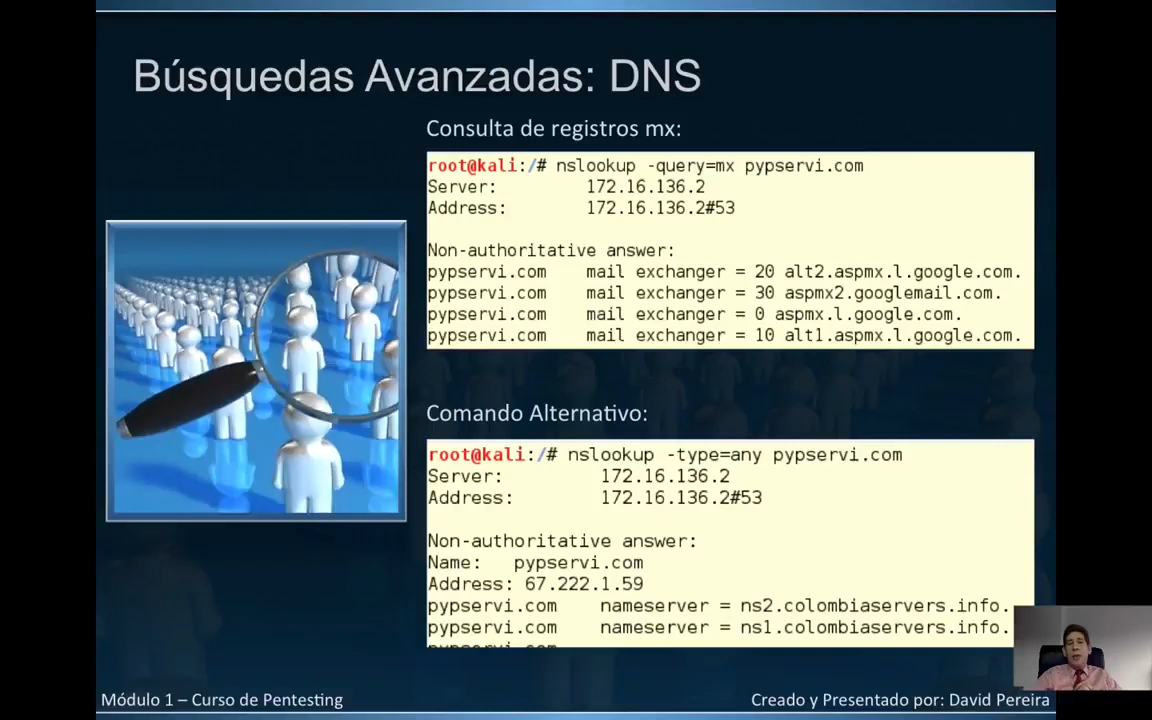 Búsquedas Avanzadas: DNS
Consulta de registros mx:
root@kali:/# nslookup -query=mx pypservi.com
Server: 172.16.136.2
Address: 172.16.136.2#53
Non-authoritative answer:
pypservi.com mail exchanger = 20 alt2.aspmx.l.google.com.
pypservi.com mail exchanger = 30 aspmx2.googlemail.com.
pypservi.com mail exchanger = 0 aspmx.l.google.com.
pypservi.com mail exchanger = 10 alt1.aspmx.l.google.com.
Comando Alternativo:
root@kali:/# nslookup -type=any pypservi.com
Server: 172.16.136.2
Address: 172.16.136.2#53
Non-authoritative answer:
Name: pypservi.com
Address: 67.222.1.59
pypservi.com nameserver = ns2.colombiaservers.info.
pypservi.com nameserver = ns1.colombiaservers.info.
Módulo 1 – Curso de Pentesting
Creado y Presentado por: David Pereira